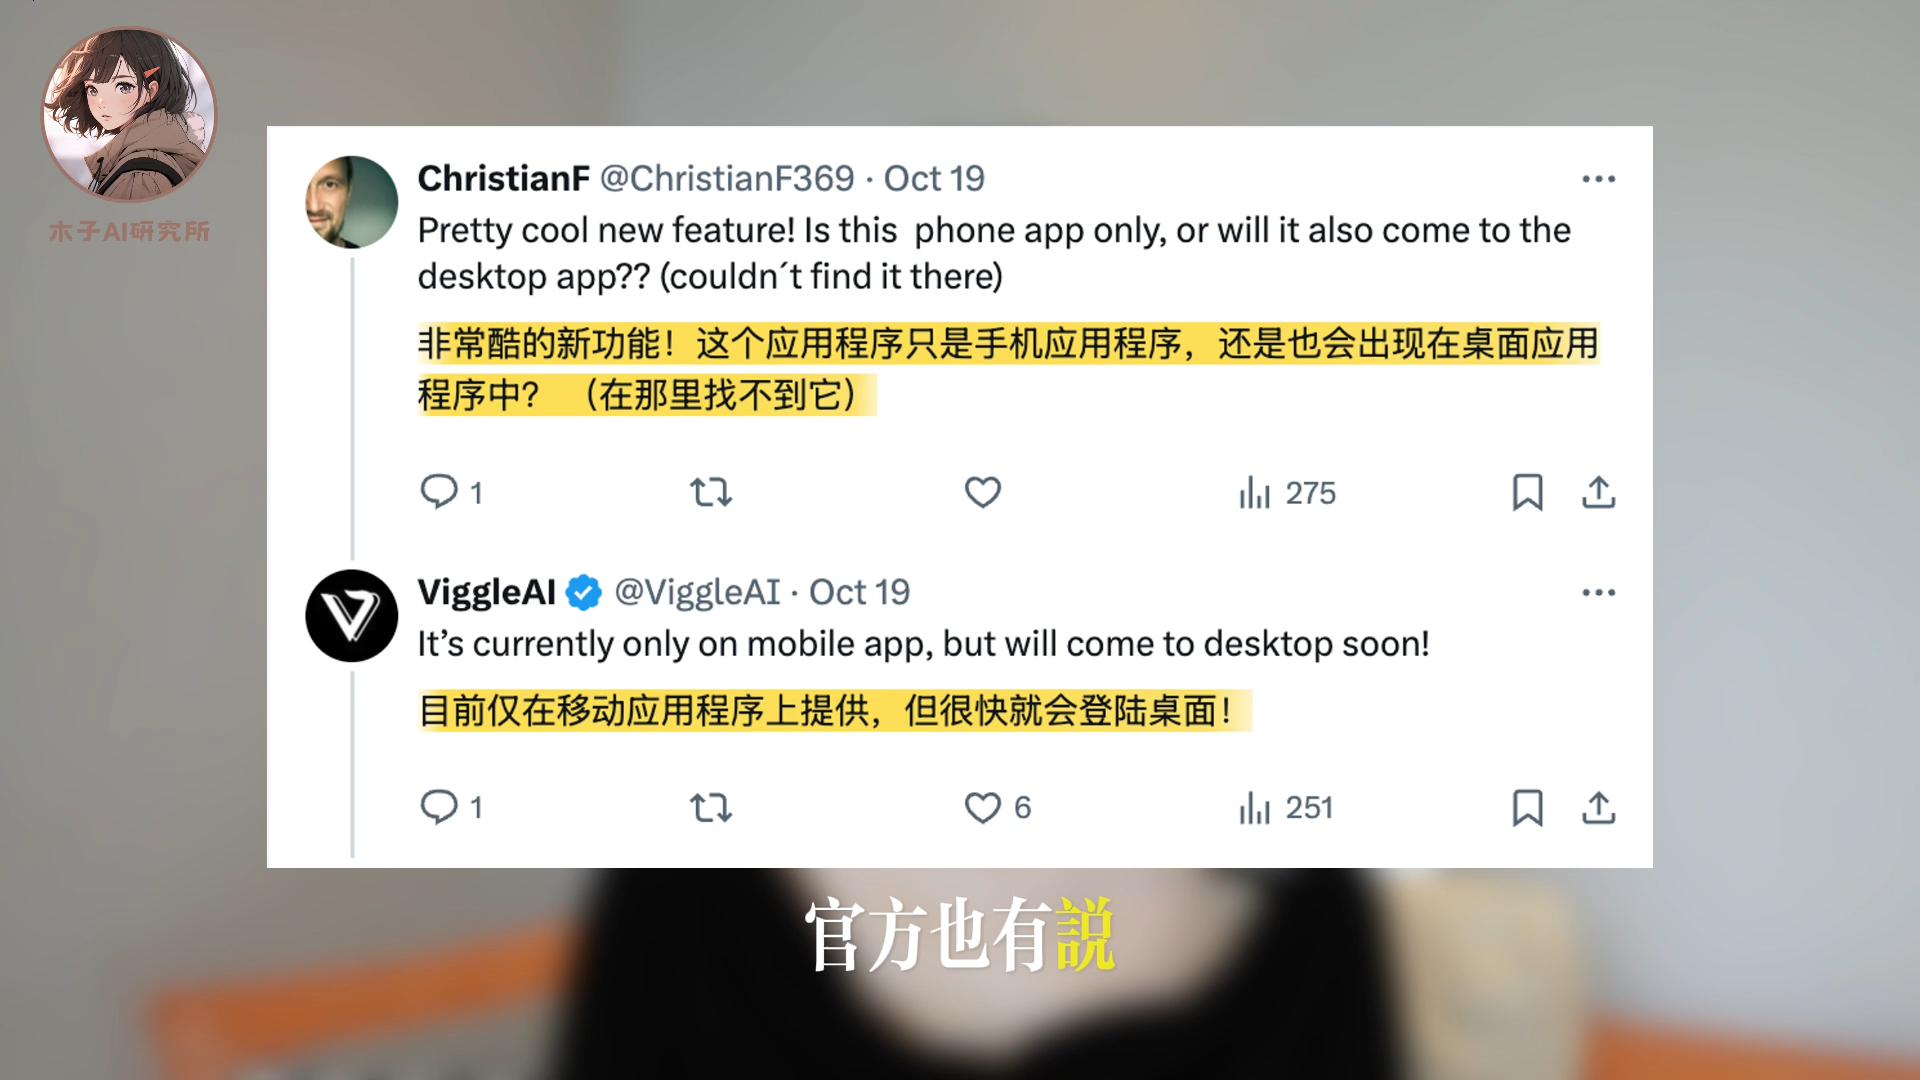 木子AI研究所
ChristianF @ChristianF369 · Oct 19
Pretty cool new feature! Is this  phone app only, or will it also come to the
desktop app?? (couldn´t find it there)
非常酷的新功能！这个应用程序只是手机应用程序，还是也会出现在桌面应用
程序中？ （在那里找不到它）
1 275
ViggleAI @ViggleAI · Oct 19
It’s currently only on mobile app, but will come to desktop soon!
目前仅在移动应用程序上提供，但很快就会登陆桌面！
1 6 251
官方也有説